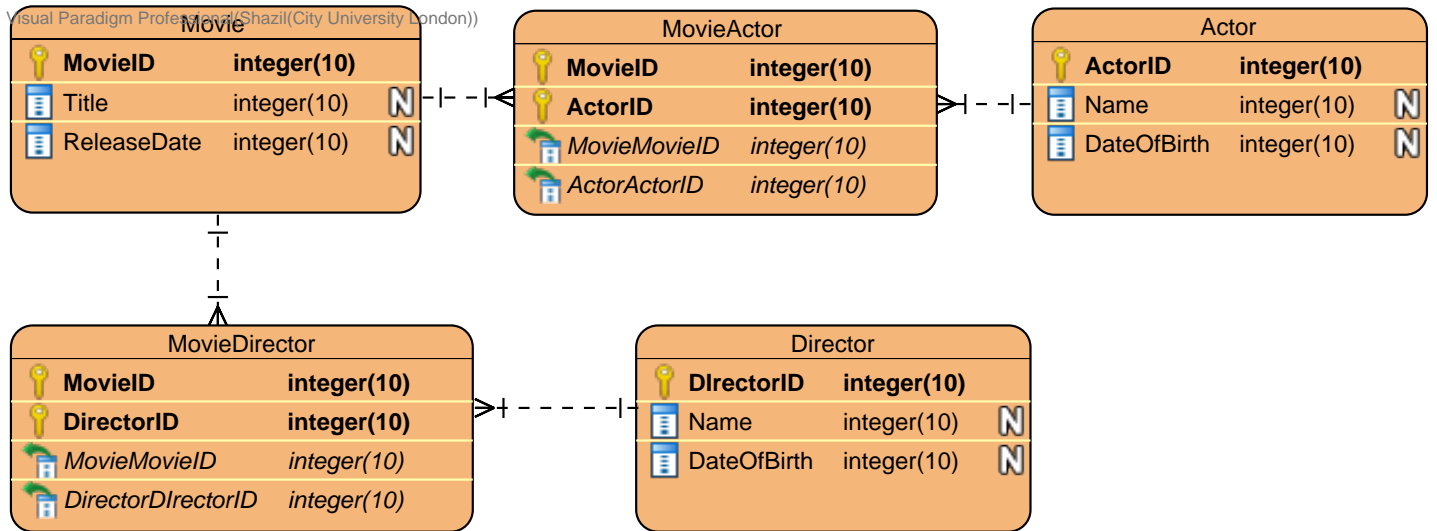 Visual Paradigm Professional(Shazil(City University London))
Movie
MovieID integer(10)
Title integer(10) N
ReleaseDate integer(10) N
MovieActor
MovieID integer(10)
ActorID integer(10)
MovieMovieID integer(10)
ActorActorID integer(10)
Actor
ActorID integer(10)
Name integer(10) N
DateOfBirth integer(10) N
MovieDirector
MovieID integer(10)
DirectorID integer(10)
MovieMovieID integer(10)
DirectorDIrectorID integer(10)
Director
DIrectorID integer(10)
Name integer(10) N
DateOfBirth integer(10) N